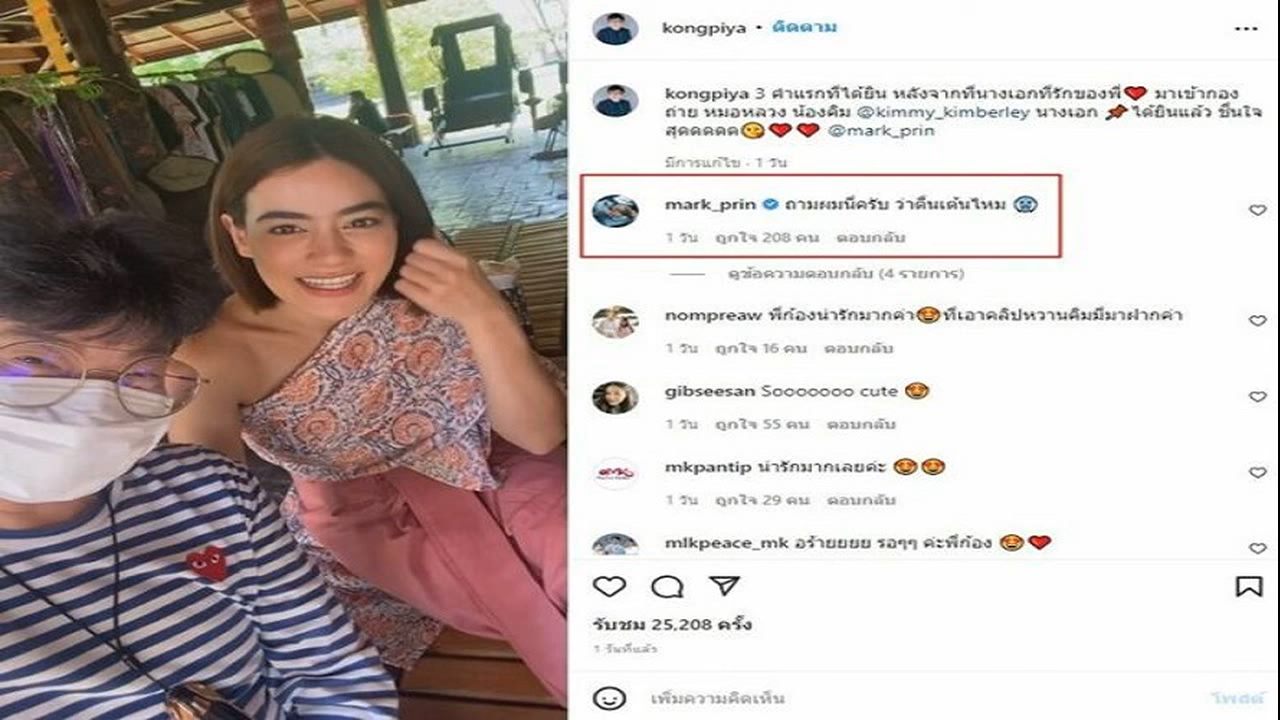 kongpiya • ติดตาม
kongpiya 3 คำแรกที่ได้ยิน หลังจากที่นางเอกที่รักของพี่❤️ มาเข้ากอง
ถ่าย หมอหลวง น้องคิม @kimmy_kimberley นางเอก 📌ได้ยินแล้ว ชื่นใจ
สุดดดดด😘❤️❤️ @mark_prin
มีการแก้ไข · 1 วัน
mark_prin ถามผมนี่ครับ ว่าตื่นเต้นไหม 🥶
1 วัน ถูกใจ 208 คน ตอบกลับ
ดูข้อความตอบกลับ (4 รายการ)
nompreaw พี่ก้องน่ารักมากค่า🤩ที่เอาคลิปหวานคิมมี่มาฝากค่า
1 วัน ถูกใจ 16 คน ตอบกลับ
gibseesan Sooooooo cute 🤩
1 วัน ถูกใจ 55 คน ตอบกลับ
mkpantip น่ารักมากเลยค่ะ 🤩🤩
1 วัน ถูกใจ 29 คน ตอบกลับ
mlkpeace_mk อร้ายยยย รอๆๆ ค่ะพี่ก้อง 🤩❤️
รับชม 25,208 ครั้ง
1 วันที่แล้ว
เพิ่มความคิดเห็น
โพสต์